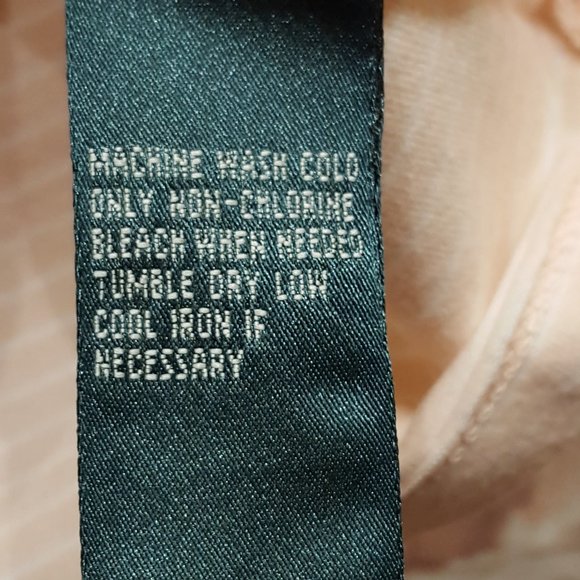 MACHINE WASH COLD
ONLY NON-CHLORINE
BLEACH WHEN NEEDED
TUMBLE DRY LOW
COOL IRON IF
NECESSARY